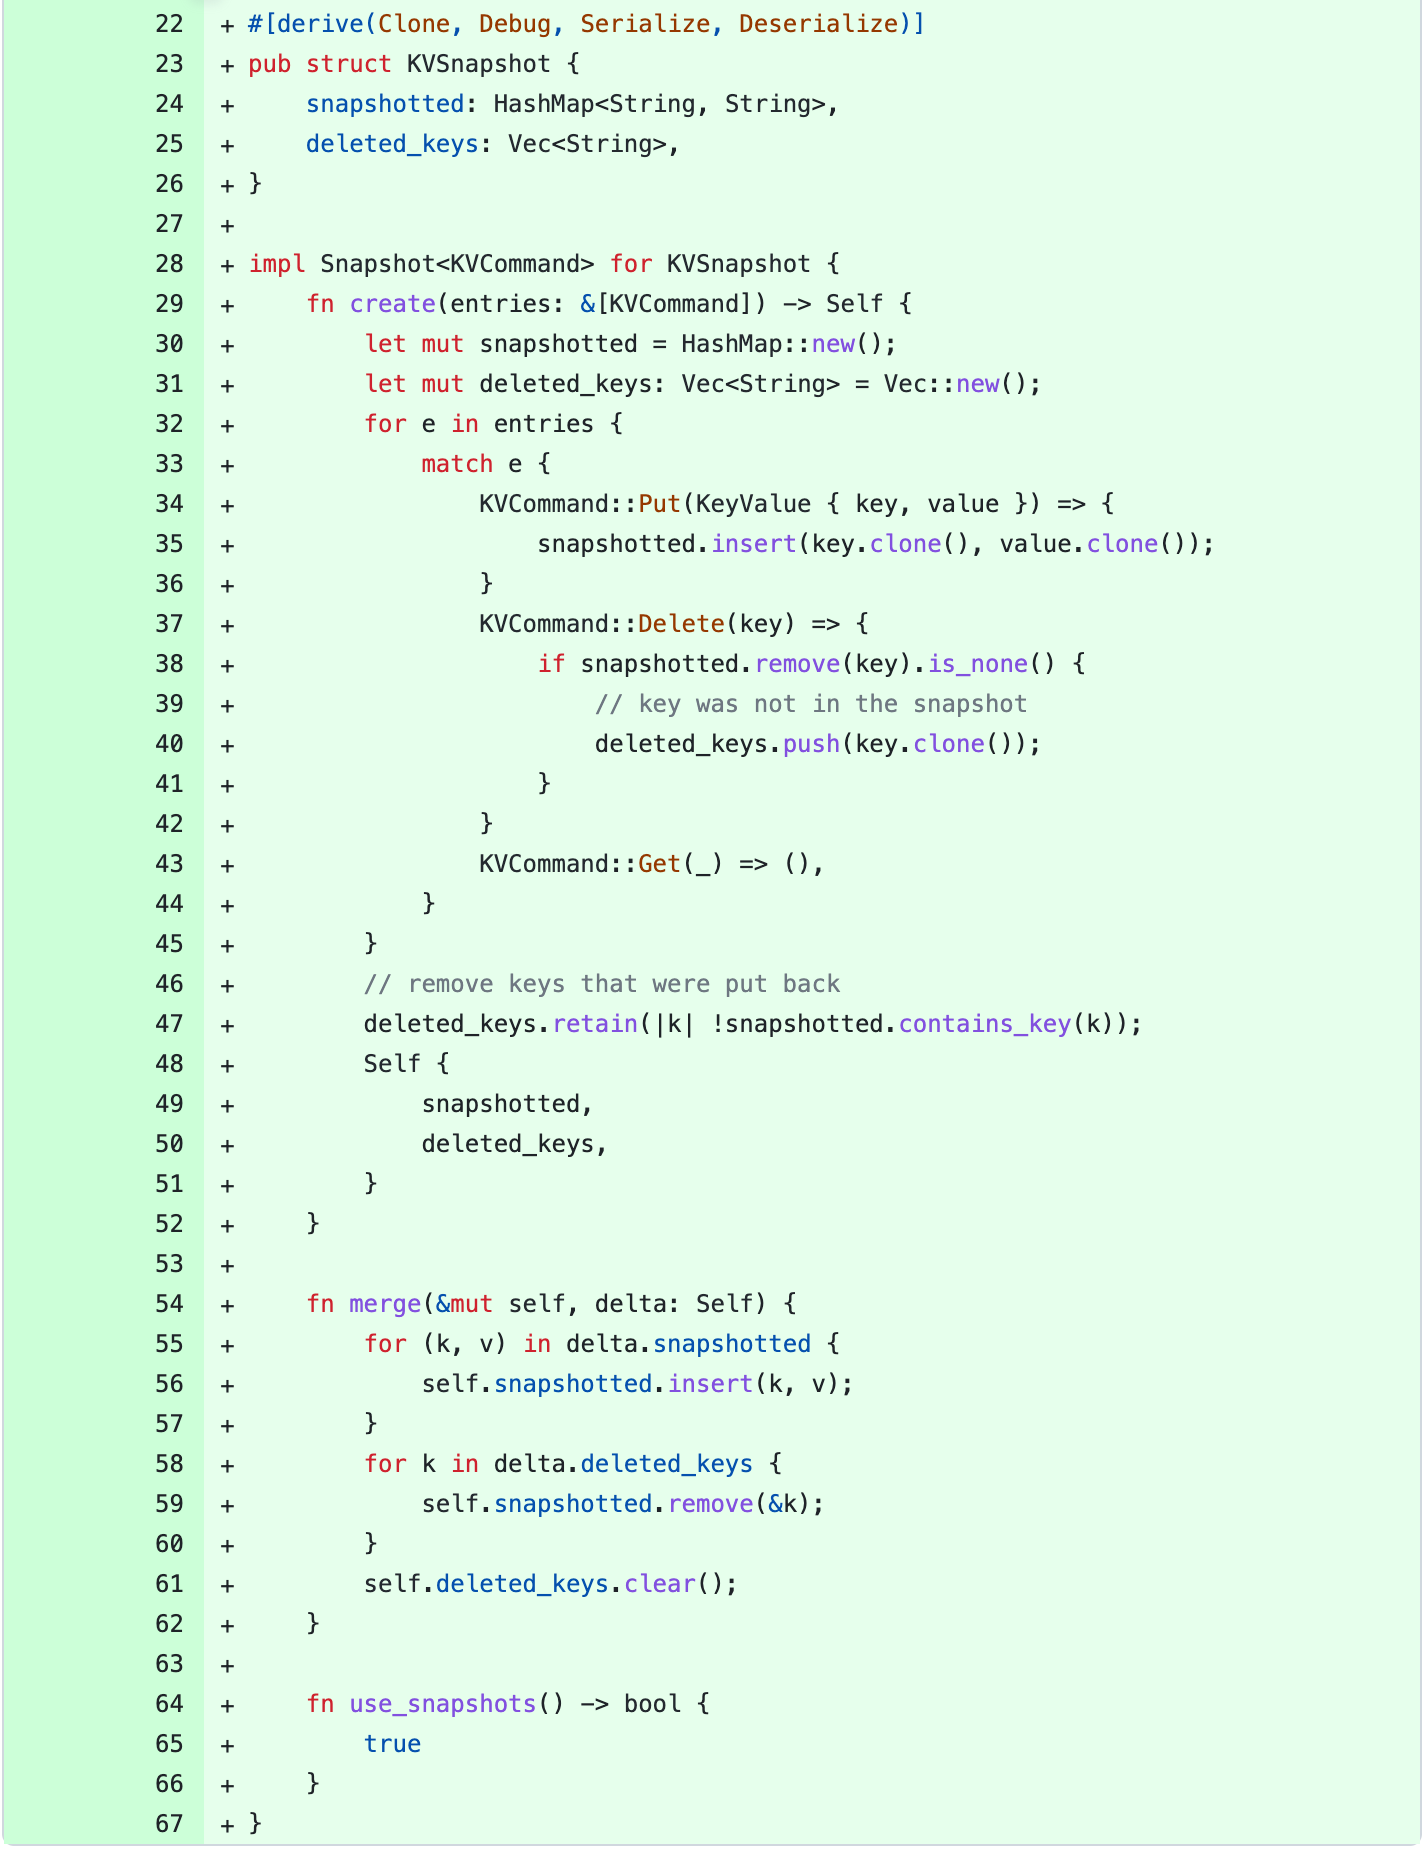 22 + #[derive(Clone, Debug, Serialize, Deserialize)]
23 + pub struct KVSnapshot {
24 +     snapshotted: HashMap<String, String>,
25 +     deleted_keys: Vec<String>,
26 + }
27 +
28 + impl Snapshot<KVCommand> for KVSnapshot {
29 +     fn create(entries: &[KVCommand]) -> Self {
30 +         let mut snapshotted = HashMap::new();
31 +         let mut deleted_keys: Vec<String> = Vec::new();
32 +         for e in entries {
33 +             match e {
34 +                 KVCommand::Put(KeyValue { key, value }) => {
35 +                     snapshotted.insert(key.clone(), value.clone());
36 +                 }
37 +                 KVCommand::Delete(key) => {
38 +                     if snapshotted.remove(key).is_none() {
39 +                         // key was not in the snapshot
40 +                         deleted_keys.push(key.clone());
41 +                     }
42 +                 }
43 +                 KVCommand::Get(_) => (),
44 +             }
45 +         }
46 +         // remove keys that were put back
47 +         deleted_keys.retain(|k| !snapshotted.contains_key(k));
48 +         Self {
49 +             snapshotted,
50 +             deleted_keys,
51 +         }
52 +     }
53 +
54 +     fn merge(&mut self, delta: Self) {
55 +         for (k, v) in delta.snapshotted {
56 +             self.snapshotted.insert(k, v);
57 +         }
58 +         for k in delta.deleted_keys {
59 +             self.snapshotted.remove(&k);
60 +         }
61 +         self.deleted_keys.clear();
62 +     }
63 +
64 +     fn use_snapshots() -> bool {
65 +         true
66 +     }
67 + }